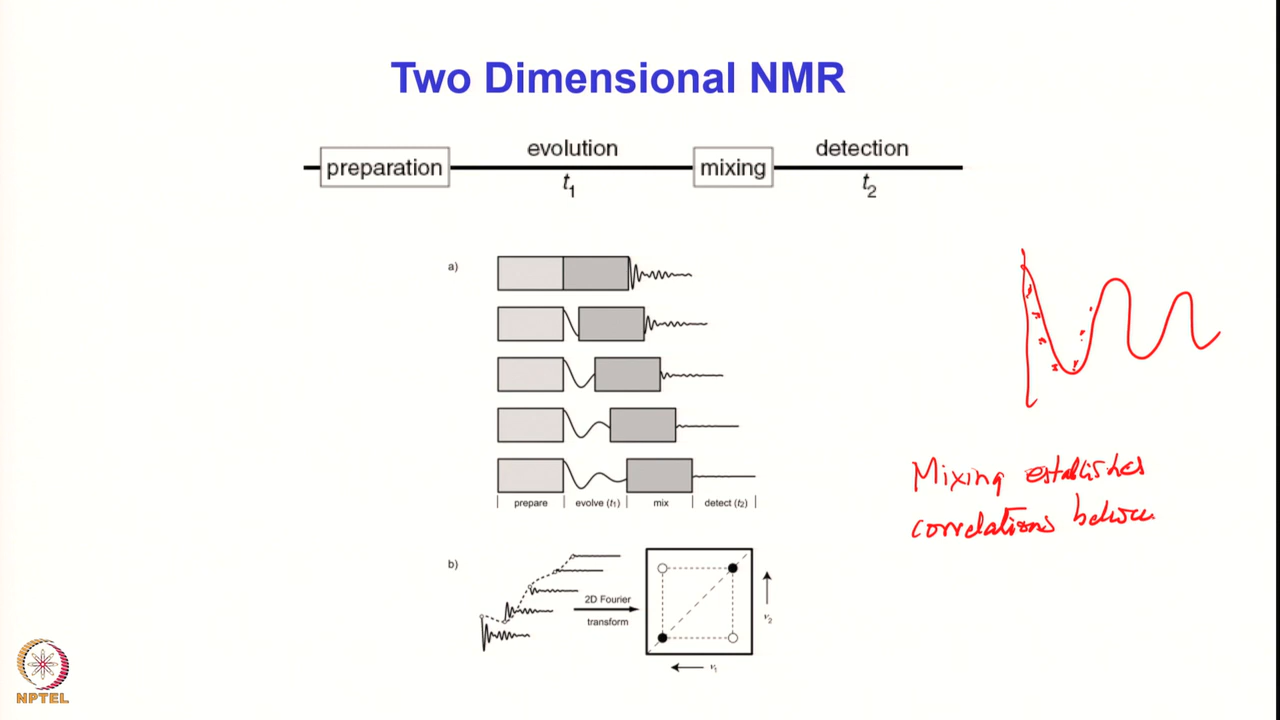 Two Dimensional NMR
preparation
evolution
t1
mixing
detection
t2
a)
prepare
evolve (t1)
mix
detect (t2)
b)
2D Fourier
transform
ν2
ν1
Mixing establishes
correlations
NPTEL